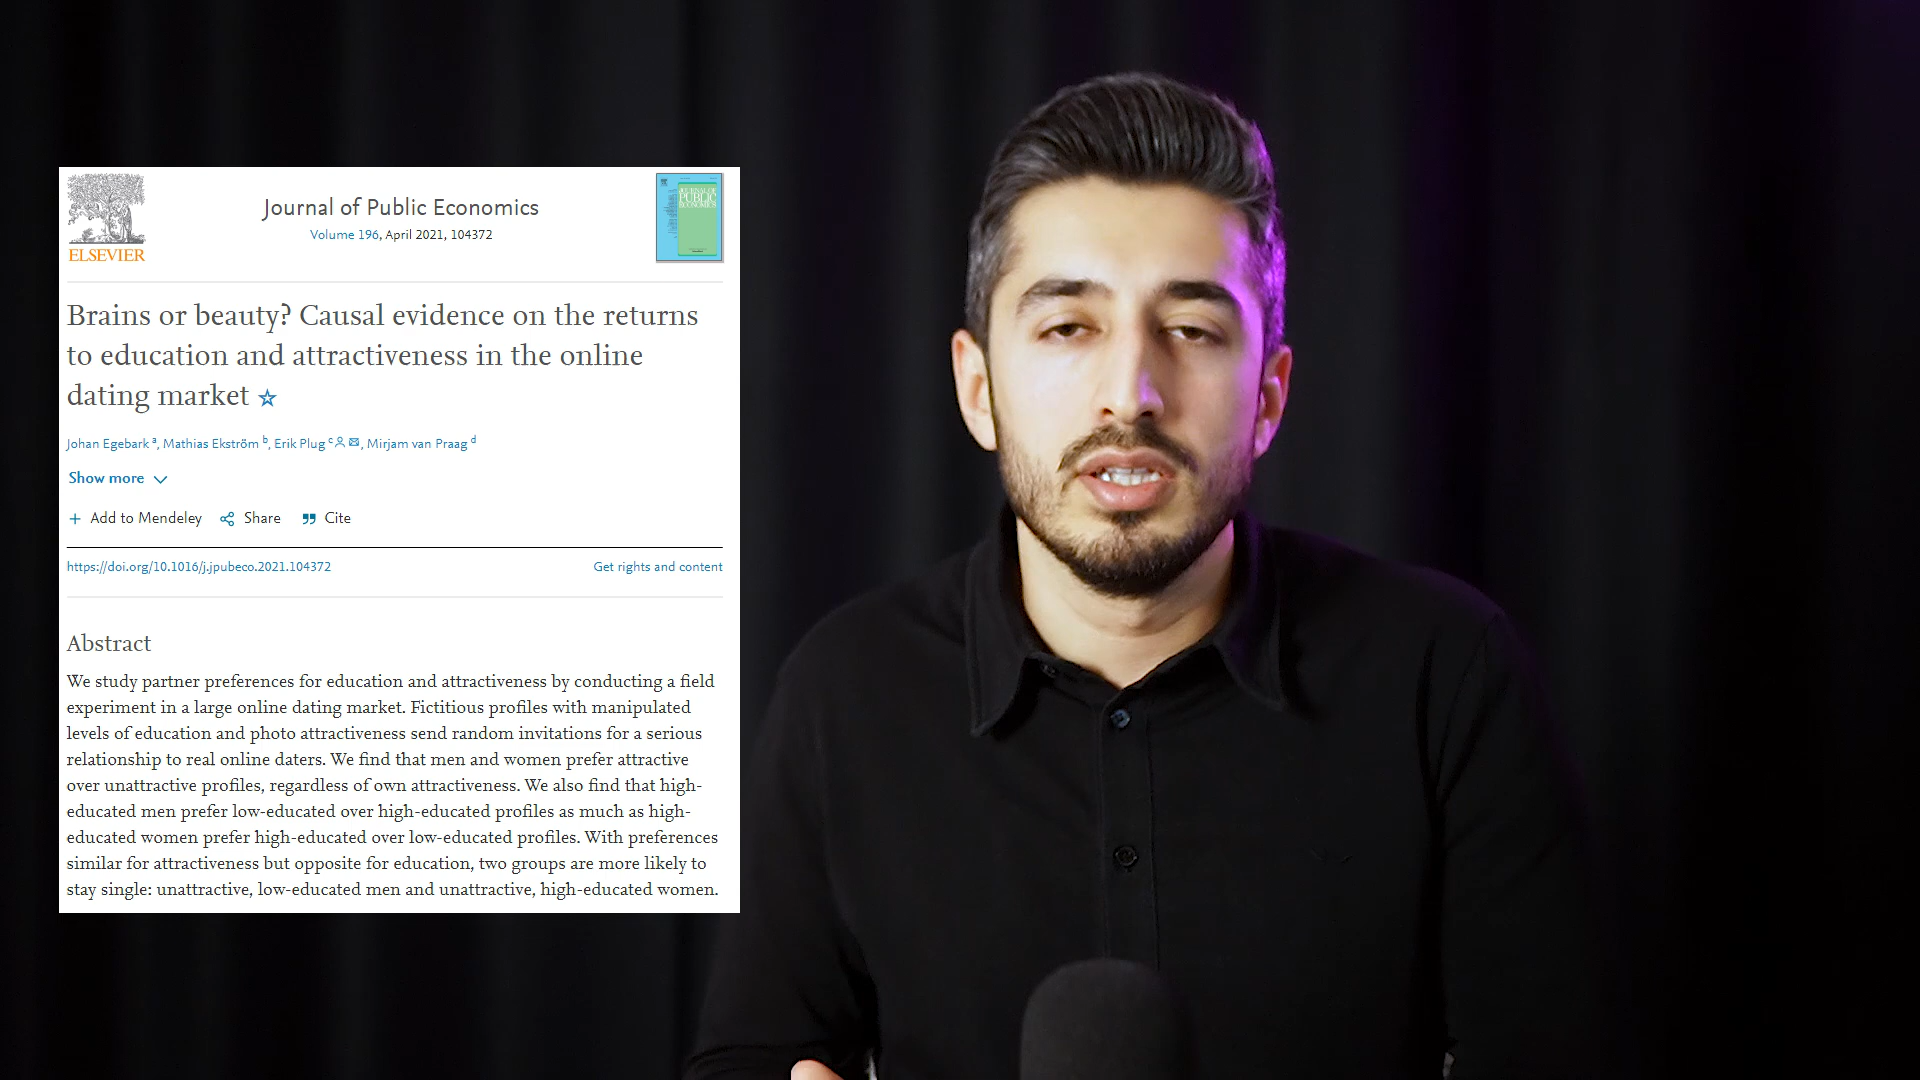 ELSEVIER
Journal of Public Economics
Volume 196, April 2021, 104372
JOURNAL OF
PUBLIC
ECONOMICS
Brains or beauty? Causal evidence on the returns
to education and attractiveness in the online
dating market
Johan Egebark a, Mathias Ekström b, Erik Plug c, Mirjam van Praag d
Show more
+ Add to Mendeley Share Cite
https://doi.org/10.1016/j.jpubeco.2021.104372 Get rights and content
Abstract
We study partner preferences for education and attractiveness by conducting a field
experiment in a large online dating market. Fictitious profiles with manipulated
levels of education and photo attractiveness send random invitations for a serious
relationship to real online daters. We find that men and women prefer attractive
over unattractive profiles, regardless of own attractiveness. We also find that high-
educated men prefer low-educated over high-educated profiles as much as high-
educated women prefer high-educated over low-educated profiles. With preferences
similar for attractiveness but opposite for education, two groups are more likely to
stay single: unattractive, low-educated men and unattractive, high-educated women.